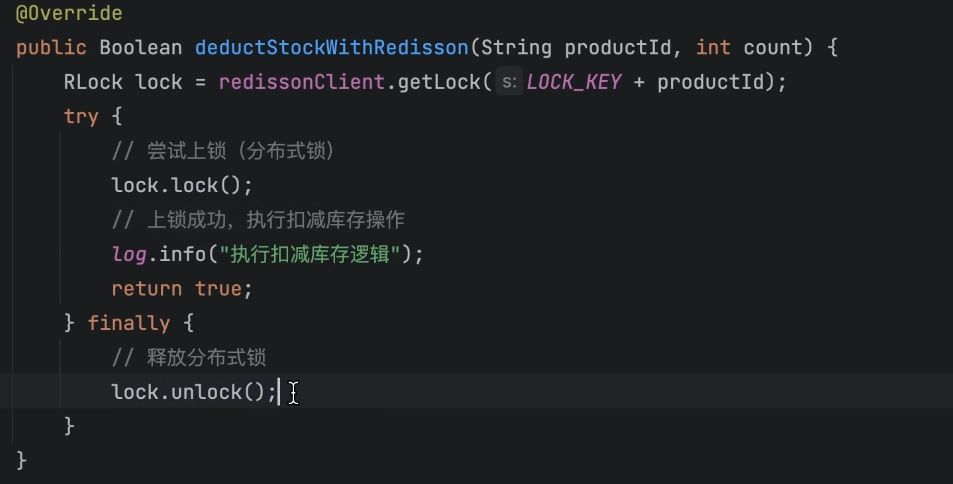 @Override
public Boolean deductStockWithRedisson(String productId, int count) {
RLock lock = redissonClient.getLock( s: LOCK_KEY + productId);
try {
// 尝试上锁（分布式锁）
lock.lock();
// 上锁成功，执行扣减库存操作
log.info("执行扣减库存逻辑");
return true;
} finally {
// 释放分布式锁
lock.unlock();
}
}